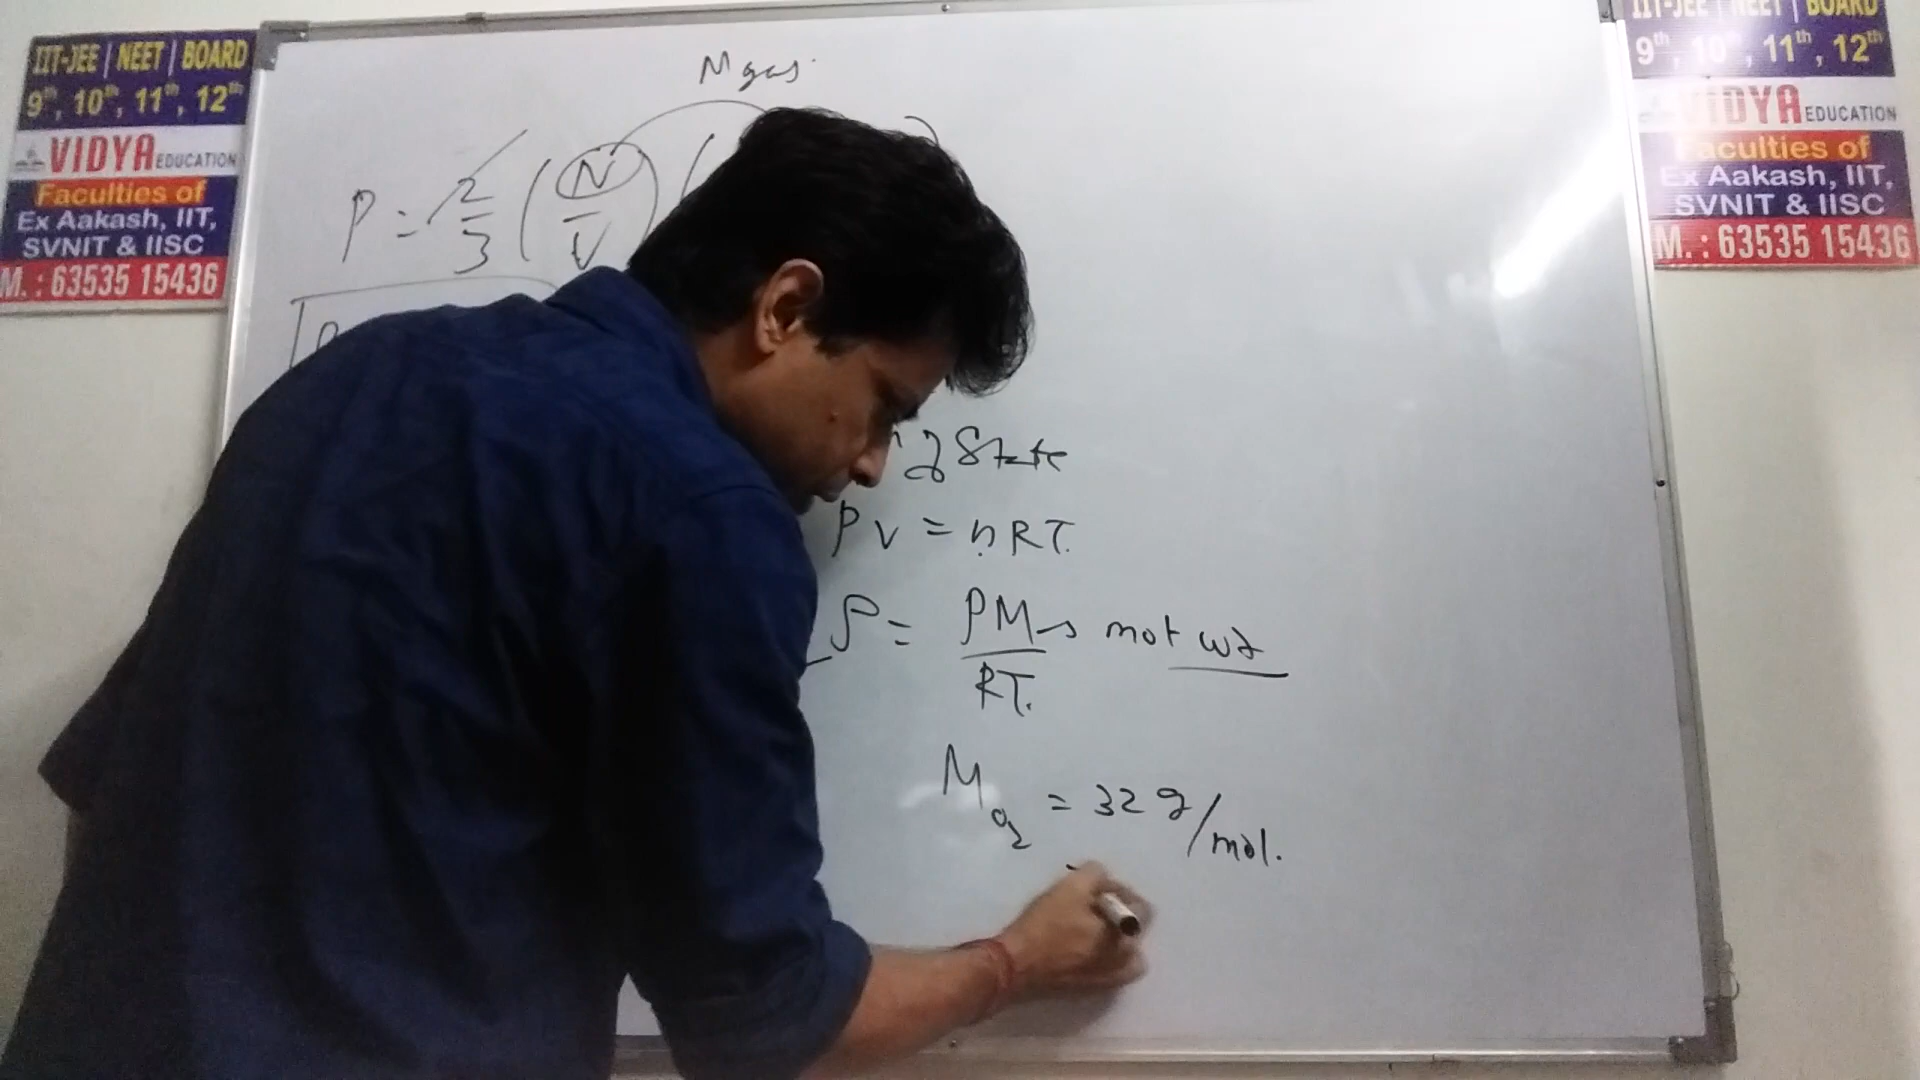 IIT-JEE | NEET | BOARD
9th, 10th, 11th, 12th
VIDYA EDUCATION
Faculties of
Ex Aakash, IIT,
SVNIT & IISC
M. : 63535 15436
M gas.
P = 2/3 (N/V) (
State
PV = nRT.
ρ = PM/RT. → mol wt
M O2 = 32 g/mol.
IIT-JEE | NEET | BOARD
9th, 10th, 11th, 12th
VIDYA EDUCATION
Faculties of
Ex Aakash, IIT,
SVNIT & IISC
M. : 63535 15436